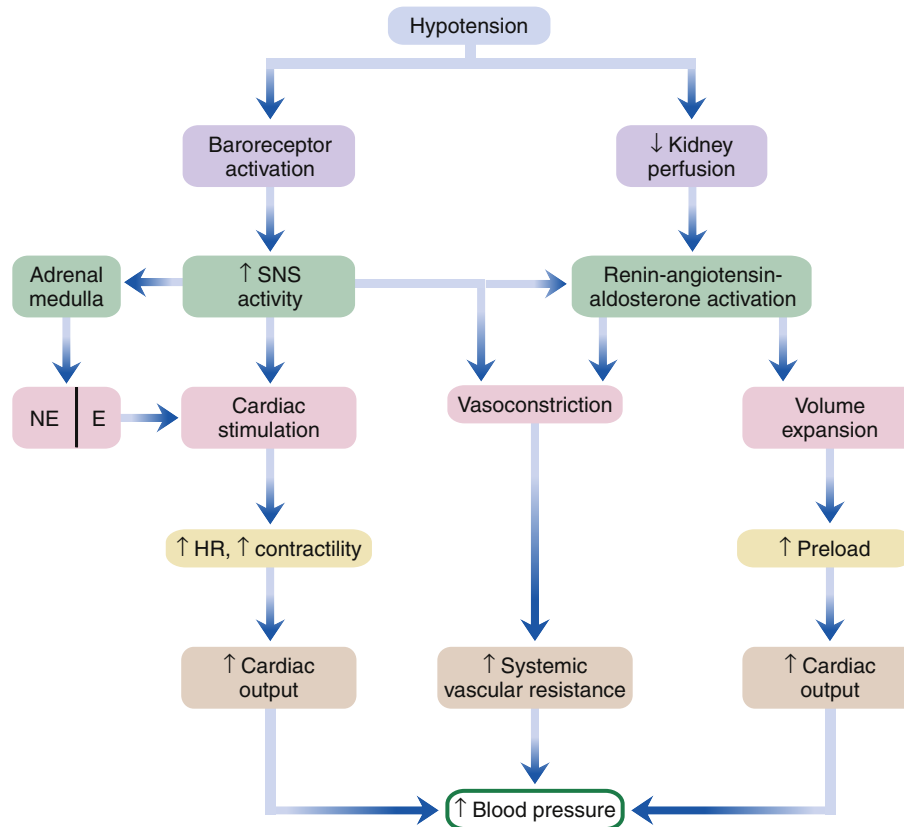 Hypotension
Baroreceptor
activation
↓ Kidney
perfusion
Adrenal
medulla
↑ SNS
activity
Renin-angiotensin-
aldosterone activation
NE
E
Cardiac
stimulation
Vasoconstriction
Volume
expansion
↑ HR, ↑ contractility
↑ Preload
↑ Cardiac
output
↑ Systemic
vascular resistance
↑ Cardiac
output
↑ Blood pressure